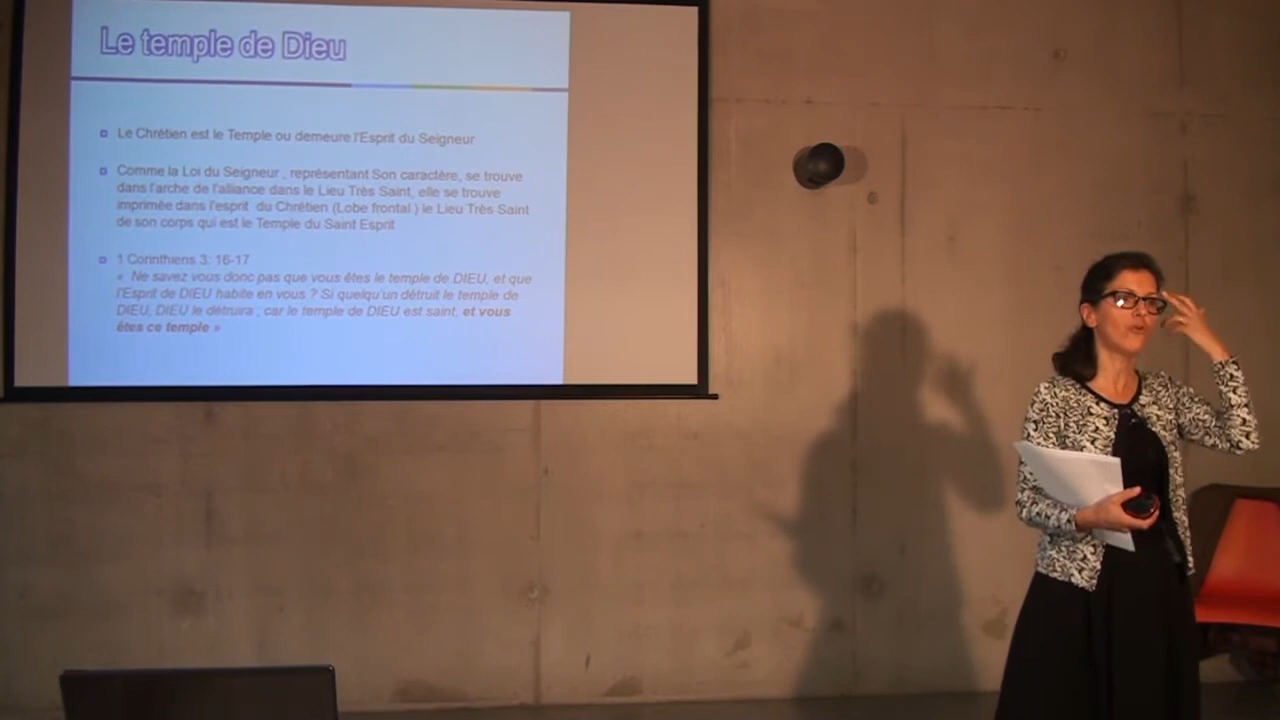 Le temple de Dieu
Le Chrétien est le Temple ou demeure l'Esprit du Seigneur
Comme la Loi du Seigneur , représentant Son caractère, se trouve
dans l'arche de l'alliance dans le Lieu Très Saint, elle se trouve
imprimée dans l'esprit du Chrétien (Lobe frontal ) le Lieu Très Saint
de son corps qui est le Temple du Saint Esprit
1 Corinthiens 3: 16-17
« Ne savez vous donc pas que vous êtes le temple de DIEU, et que
l'Esprit de DIEU habite en vous ? Si quelqu'un détruit le temple de
DIEU, DIEU le détruira ; car le temple de DIEU est saint, et vous
êtes ce temple »